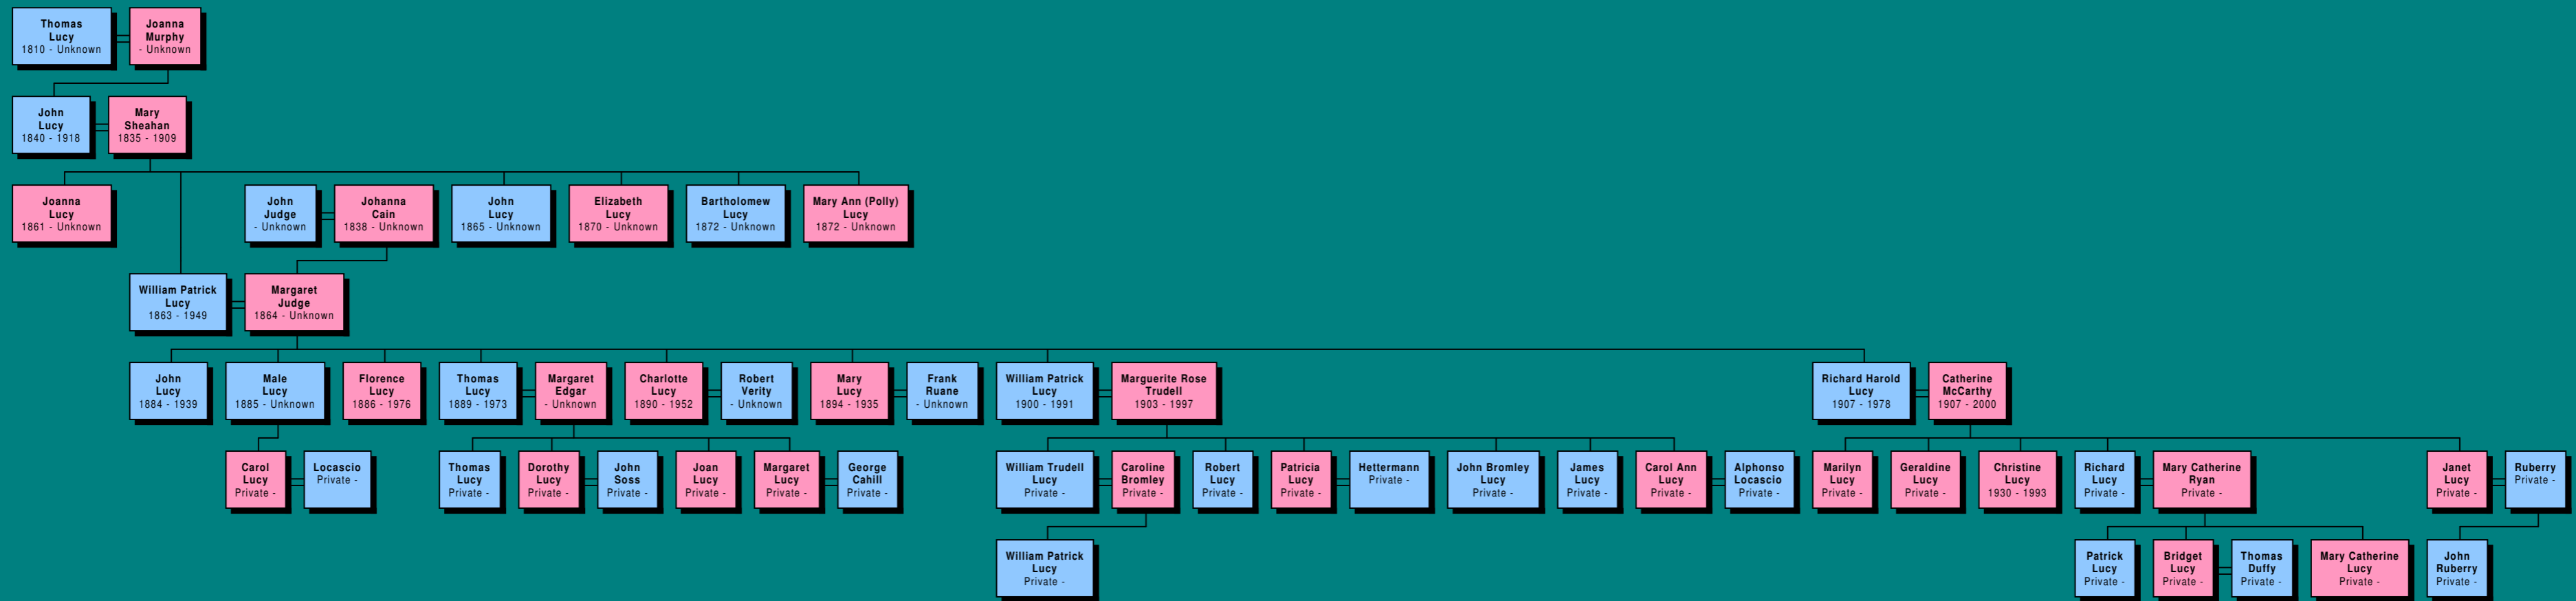 Thomas
Lucy
1810 - Unknown
Joanna
Murphy
- Unknown
John
Lucy
1840 - 1918
Mary
Sheahan
1835 - 1909
Joanna
Lucy
1861 - Unknown
John
Judge
- Unknown
Johanna
Cain
1838 - Unknown
John
Lucy
1865 - Unknown
Elizabeth
Lucy
1870 - Unknown
Bartholomew
Lucy
1872 - Unknown
Mary Ann (Polly)
Lucy
1872 - Unknown
William Patrick
Lucy
1863 - 1949
Margaret
Judge
1864 - Unknown
John
Lucy
1884 - 1939
Male
Lucy
1885 - Unknown
Florence
Lucy
1886 - 1976
Thomas
Lucy
1889 - 1973
Margaret
Edgar
- Unknown
Charlotte
Lucy
1890 - 1952
Robert
Verity
- Unknown
Mary
Lucy
1894 - 1935
Frank
Ruane
- Unknown
William Patrick
Lucy
1900 - 1991
Marguerite Rose
Trudell
1903 - 1997
Richard Harold
Lucy
1907 - 1978
Catherine
McCarthy
1907 - 2000
Carol
Lucy
Private -
Locascio
Private -
Thomas
Lucy
Private -
Dorothy
Lucy
Private -
John
Soss
Private -
Joan
Lucy
Private -
Margaret
Lucy
Private -
George
Cahill
Private -
William Trudell
Lucy
Private -
Caroline
Bromley
Private -
Robert
Lucy
Private -
Patricia
Lucy
Private -
Hettermann
Private -
John Bromley
Lucy
Private -
James
Lucy
Private -
Carol Ann
Lucy
Private -
Alphonso
Locascio
Private -
Marilyn
Lucy
Private -
Geraldine
Lucy
Private -
Christine
Lucy
1930 - 1993
Richard
Lucy
Private -
Mary Catherine
Ryan
Private -
Janet
Lucy
Private -
Ruberry
Private -
William Patrick
Lucy
Private -
Patrick
Lucy
Private -
Bridget
Lucy
Private -
Thomas
Duffy
Private -
Mary Catherine
Lucy
Private -
John
Ruberry
Private -